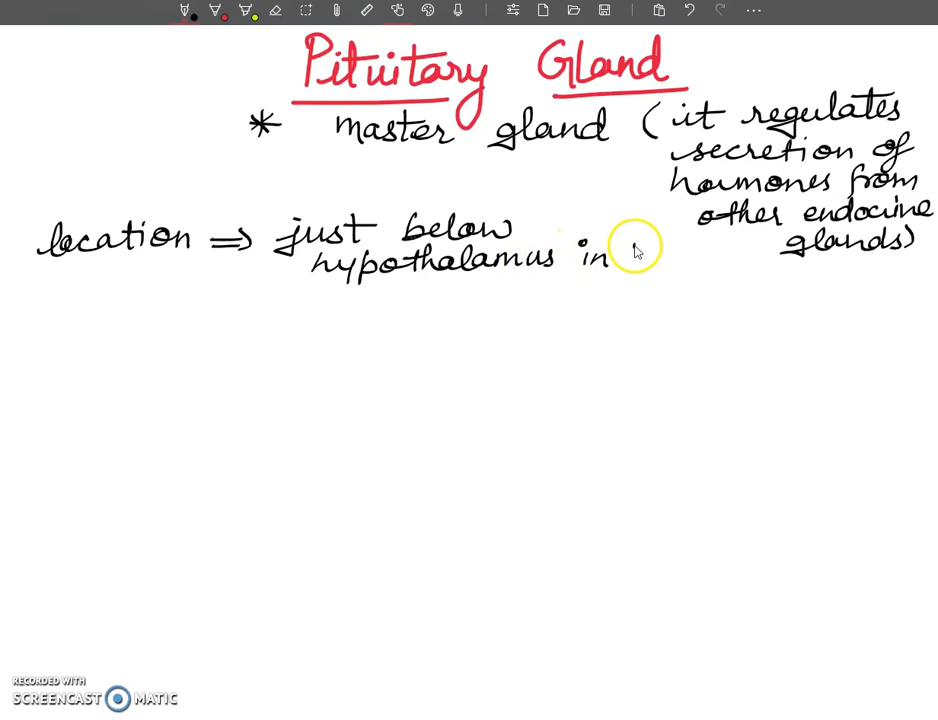 Pituitary Gland
* master gland (it regulates
secretion of
hormones from
other endocrine
glands)
location ⇒ just below
hypothalamus in
RECORDED WITH
SCREENCAST MATIC